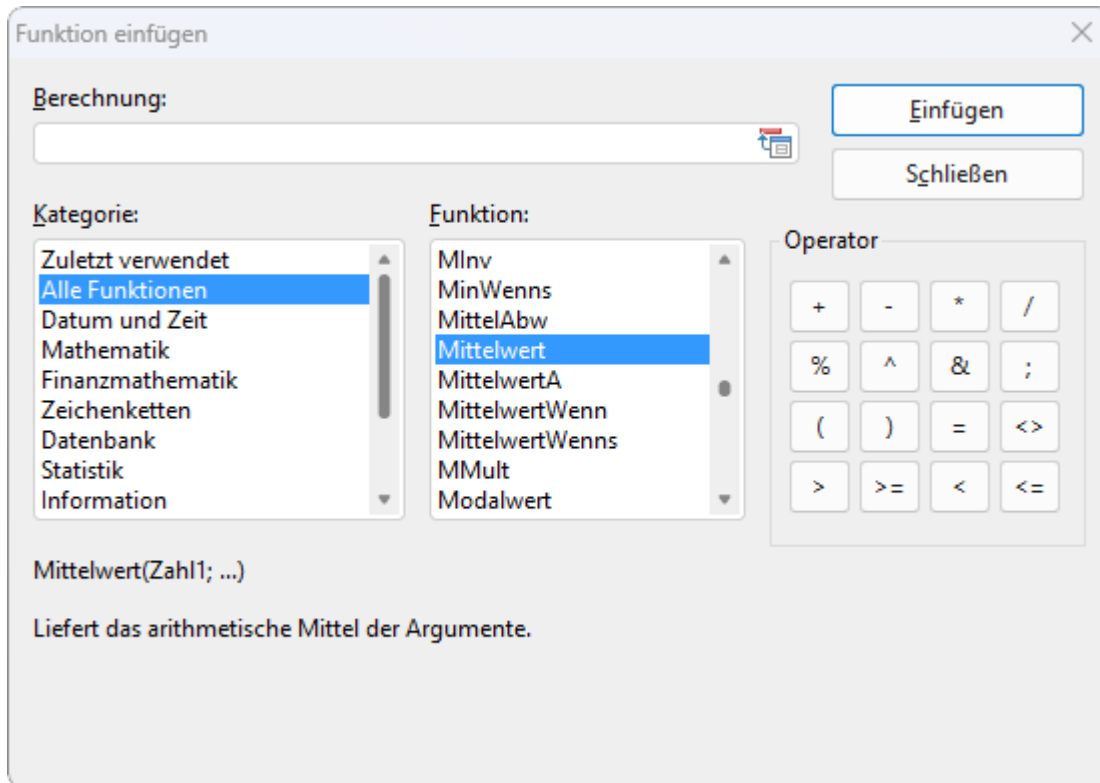 Funktion einfügen
Berechnung:
Einfügen
Schließen
Kategorie:
Zuletzt verwendet
Alle Funktionen
Datum und Zeit
Mathematik
Finanzmathematik
Zeichenketten
Datenbank
Statistik
Information
Funktion:
MInv
MinWenns
MittelAbw
Mittelwert
MittelwertA
MittelwertWenn
MittelwertWenns
MMult
Modalwert
Operator
+ - * /
% ^ & ;
( ) = <>
> >= < <=
Mittelwert(Zahl1; ...)
Liefert das arithmetische Mittel der Argumente.